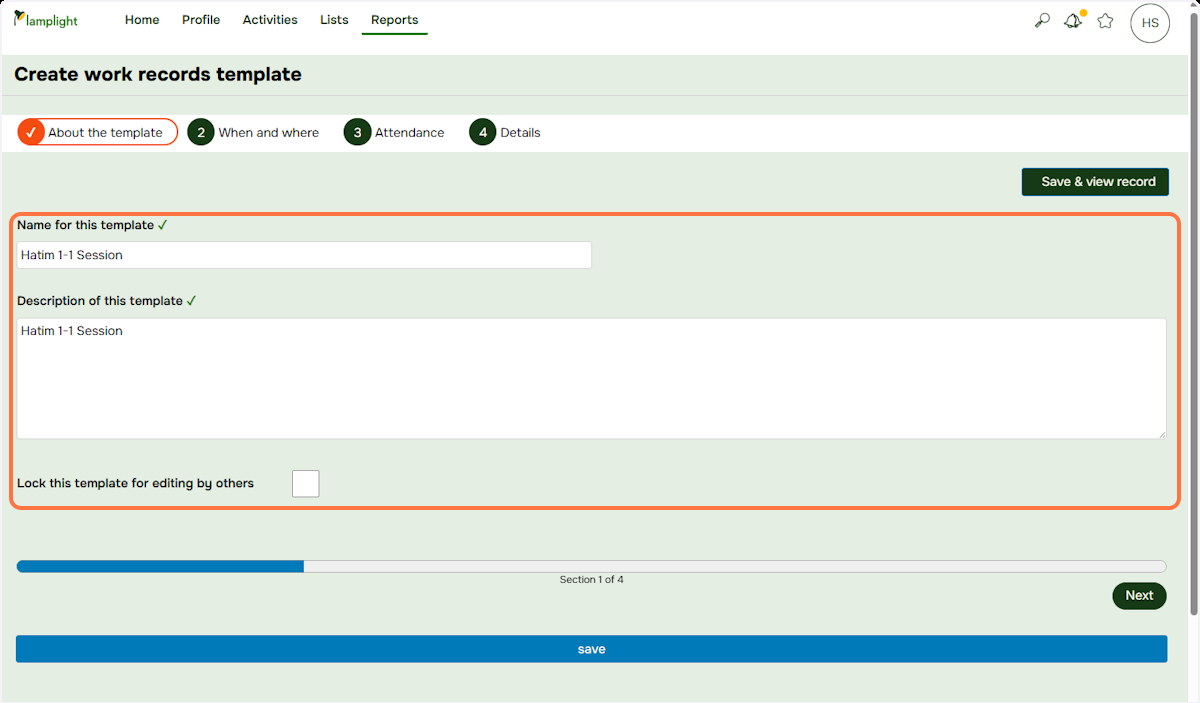 lamplight Home Profile Activities Lists Reports HS
Create work records template
✓ About the template 2 When and where 3 Attendance 4 Details
Save & view record
Name for this template ✓
Hatim 1-1 Session
Description of this template ✓
Hatim 1-1 Session
Lock this template for editing by others
Section 1 of 4
Next
save